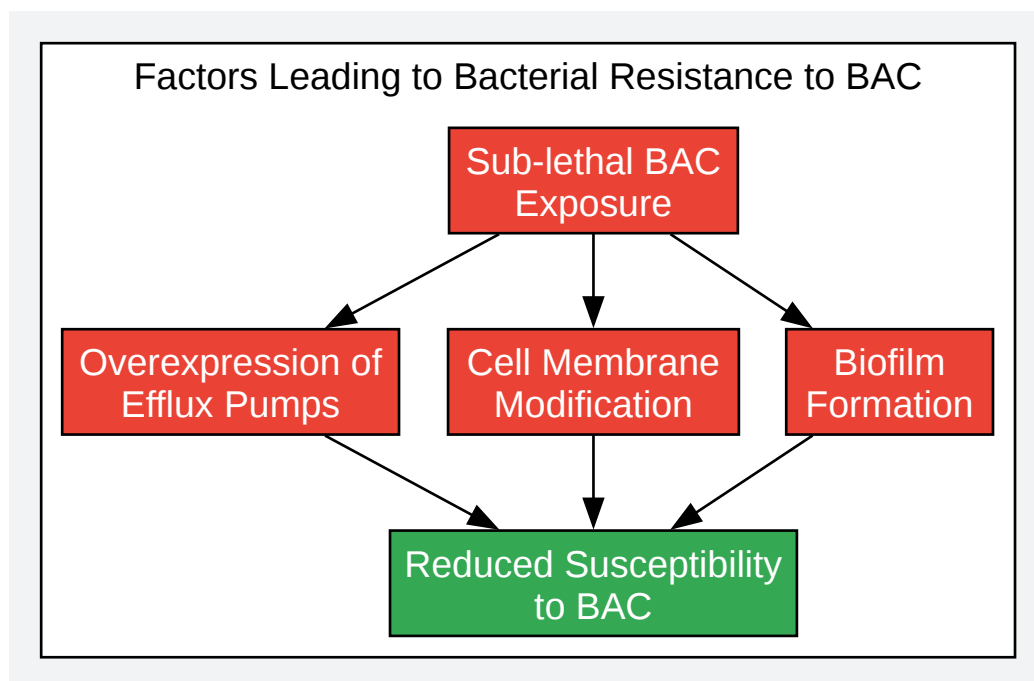 Factors Leading to Bacterial Resistance to BAC
Sub-lethal BAC
Exposure
Overexpression of
Efflux Pumps
Cell Membrane
Modification
Biofilm
Formation
Reduced Susceptibility
to BAC